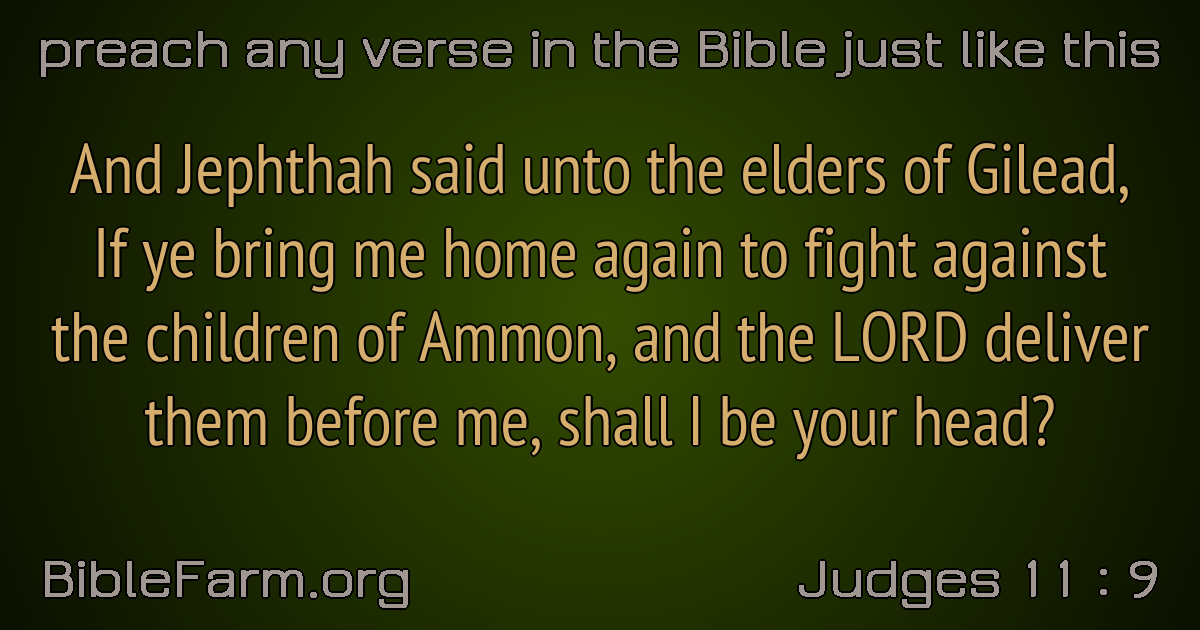 preach any verse in the Bible just like this
And Jephthah said unto the elders of Gilead,
If ye bring me home again to fight against
the children of Ammon, and the LORD deliver
them before me, shall I be your head?
BibleFarm.org
Judges 11 : 9